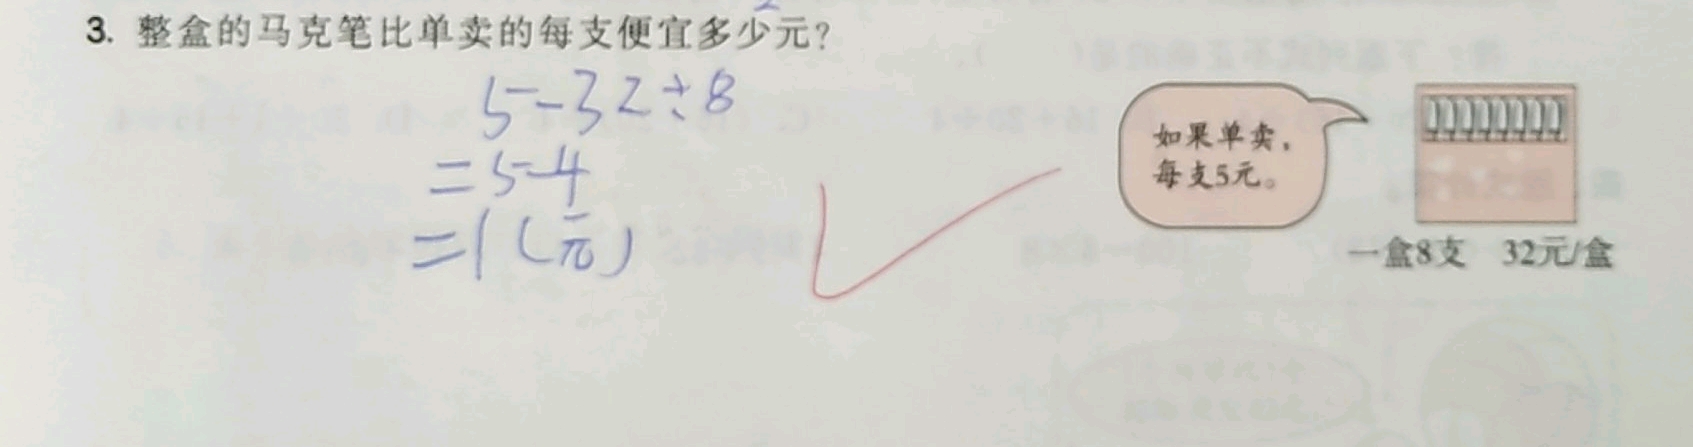 3. 整盒的马克笔比单卖的每支便宜多少元?
5-32÷8
=5-4
=1(元)
如果单卖,
每支5元。
一盒8支 32元/盒